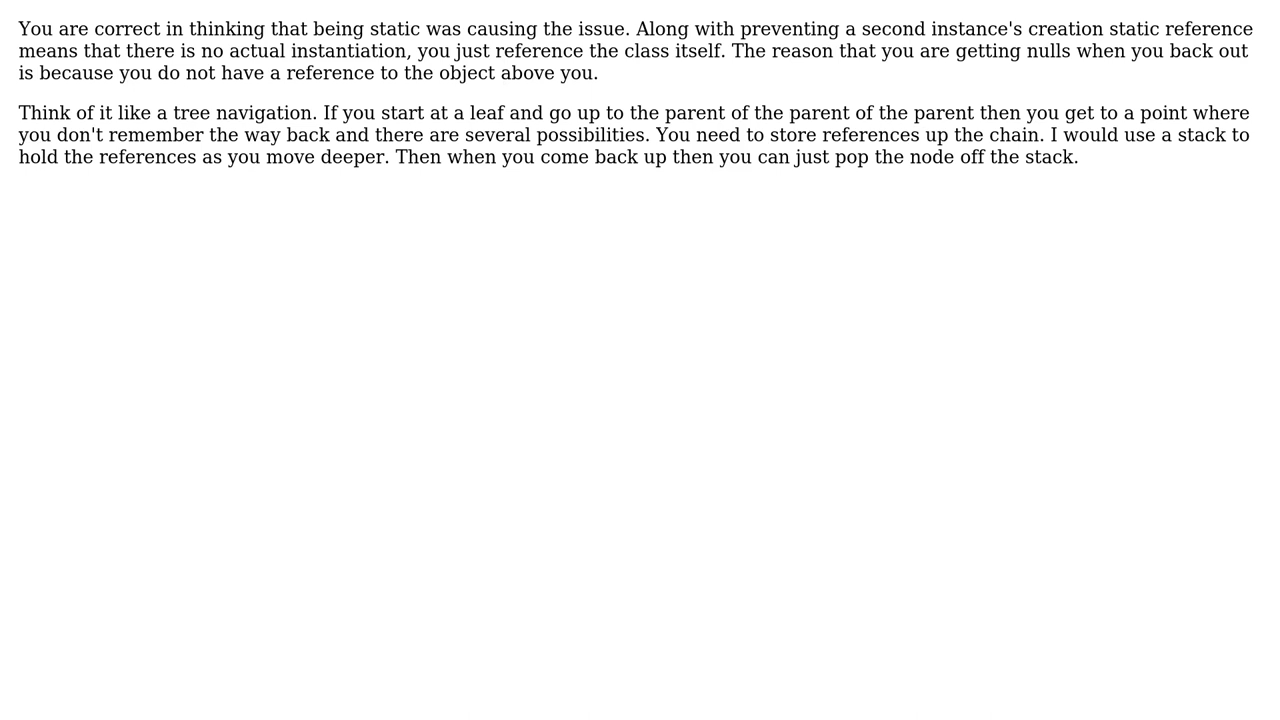 You are correct in thinking that being static was causing the issue. Along with preventing a second instance's creation static reference
means that there is no actual instantiation, you just reference the class itself. The reason that you are getting nulls when you back out
is because you do not have a reference to the object above you.
Think of it like a tree navigation. If you start at a leaf and go up to the parent of the parent of the parent then you get to a point where
you don't remember the way back and there are several possibilities. You need to store references up the chain. I would use a stack to
hold the references as you move deeper. Then when you come back up then you can just pop the node off the stack.